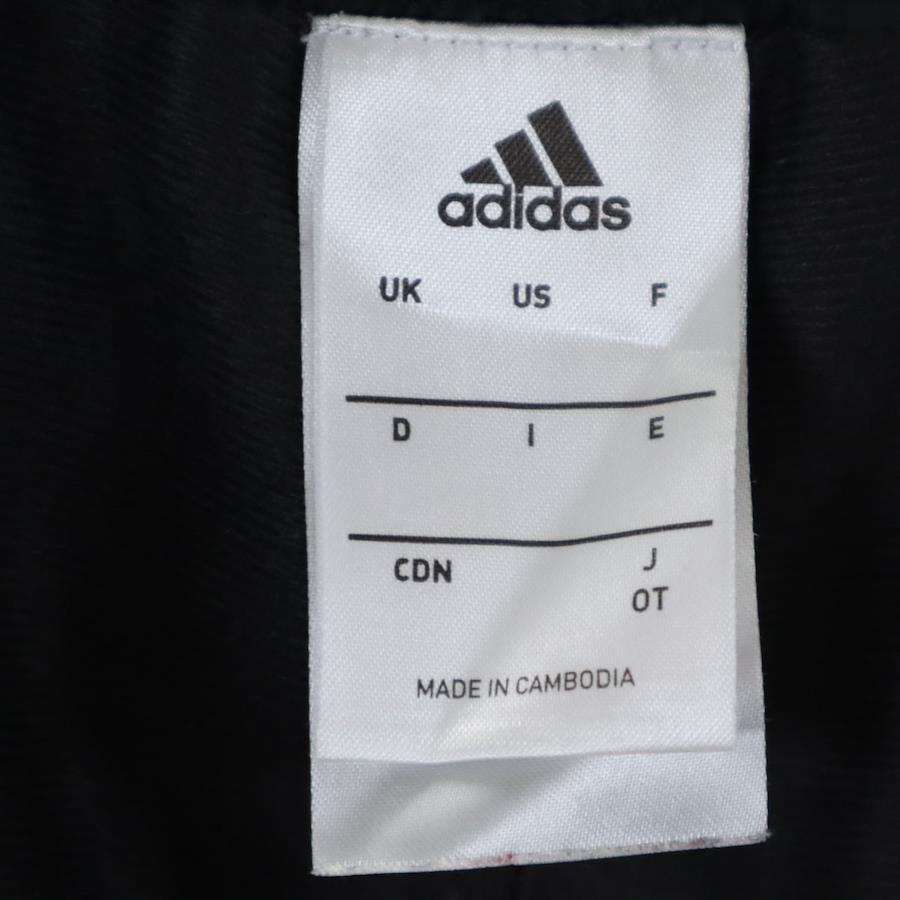 adidas
UK US F
D I E
CDN J
OT
MADE IN CAMBODIA